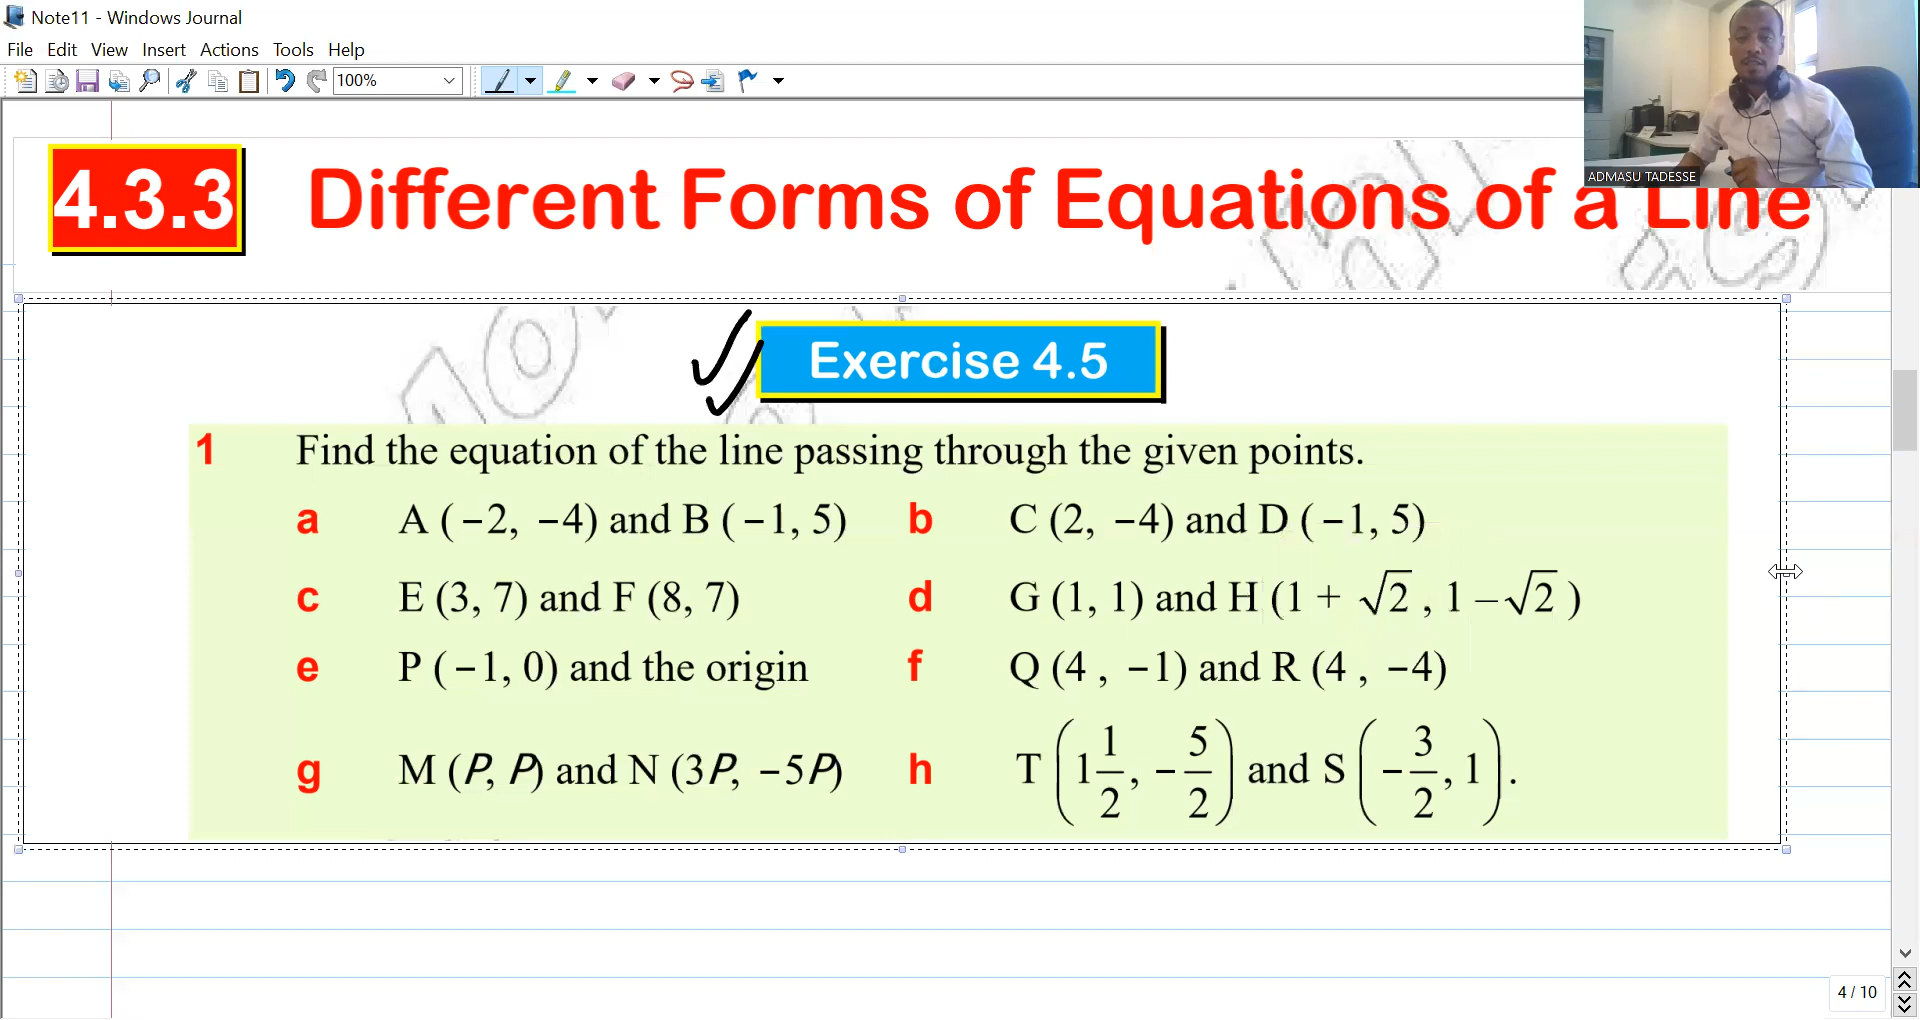 Note11 - Windows Journal
File Edit View Insert Actions Tools Help
100%
ADMASU TADESSE
4.3.3 Different Forms of Equations of a Line
Exercise 4.5
1 Find the equation of the line passing through the given points.
a A (−2, −4) and B (−1, 5) b C (2, −4) and D (−1, 5)
c E (3, 7) and F (8, 7) d G (1, 1) and H (1 + √2 , 1 – √2 )
e P (−1, 0) and the origin f Q (4 , −1) and R (4 , −4)
g M (P, P) and N (3P, −5P) h T (1 1/2, −5/2) and S (−3/2, 1).
4 / 10